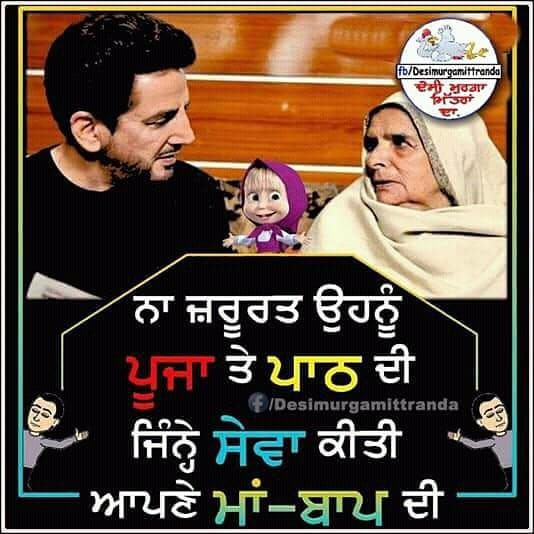 fb/Desimurgamittranda
ਦੇਸੀ ਮੁਰਗਾ
ਮਿੱਤਰਾਂ
ਦਾ.
ਨਾ ਜ਼ਰੂਰਤ ਉਹਨੂੰ
ਪੂਜਾ ਤੇ ਪਾਠ ਦੀ
f/Desimurgamittranda
ਜਿੰਨ੍ਹੇ ਸੇਵਾ ਕੀਤੀ
ਆਪਣੇ ਮਾਂ-ਬਾਪ ਦੀ